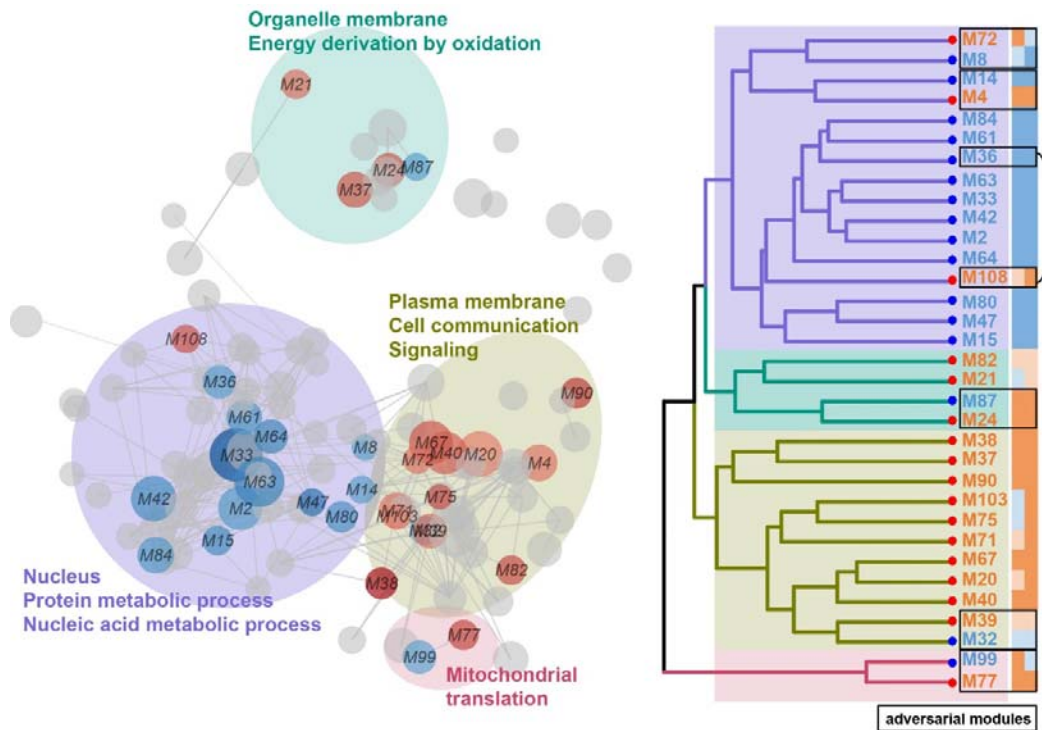 Organelle membrane
Energy derivation by oxidation
M21
M24
M87
M37
Plasma membrane
Cell communication
Signaling
M108
M36
M61
M64
M33
M63
M42
M2
M15
M84
M47
M80
M8
M14
M90
M67
M40
M20
M72
M4
M75
M71
M103
M82
M38
Nucleus
Protein metabolic process
Nucleic acid metabolic process
M77
M99
Mitochondrial
translation
M72
M8
M14
M4
M84
M61
M36
M63
M33
M42
M2
M64
M108
M80
M47
M15
M82
M21
M87
M24
M38
M37
M90
M103
M75
M71
M67
M20
M40
M39
M32
M99
M77
adversarial modules